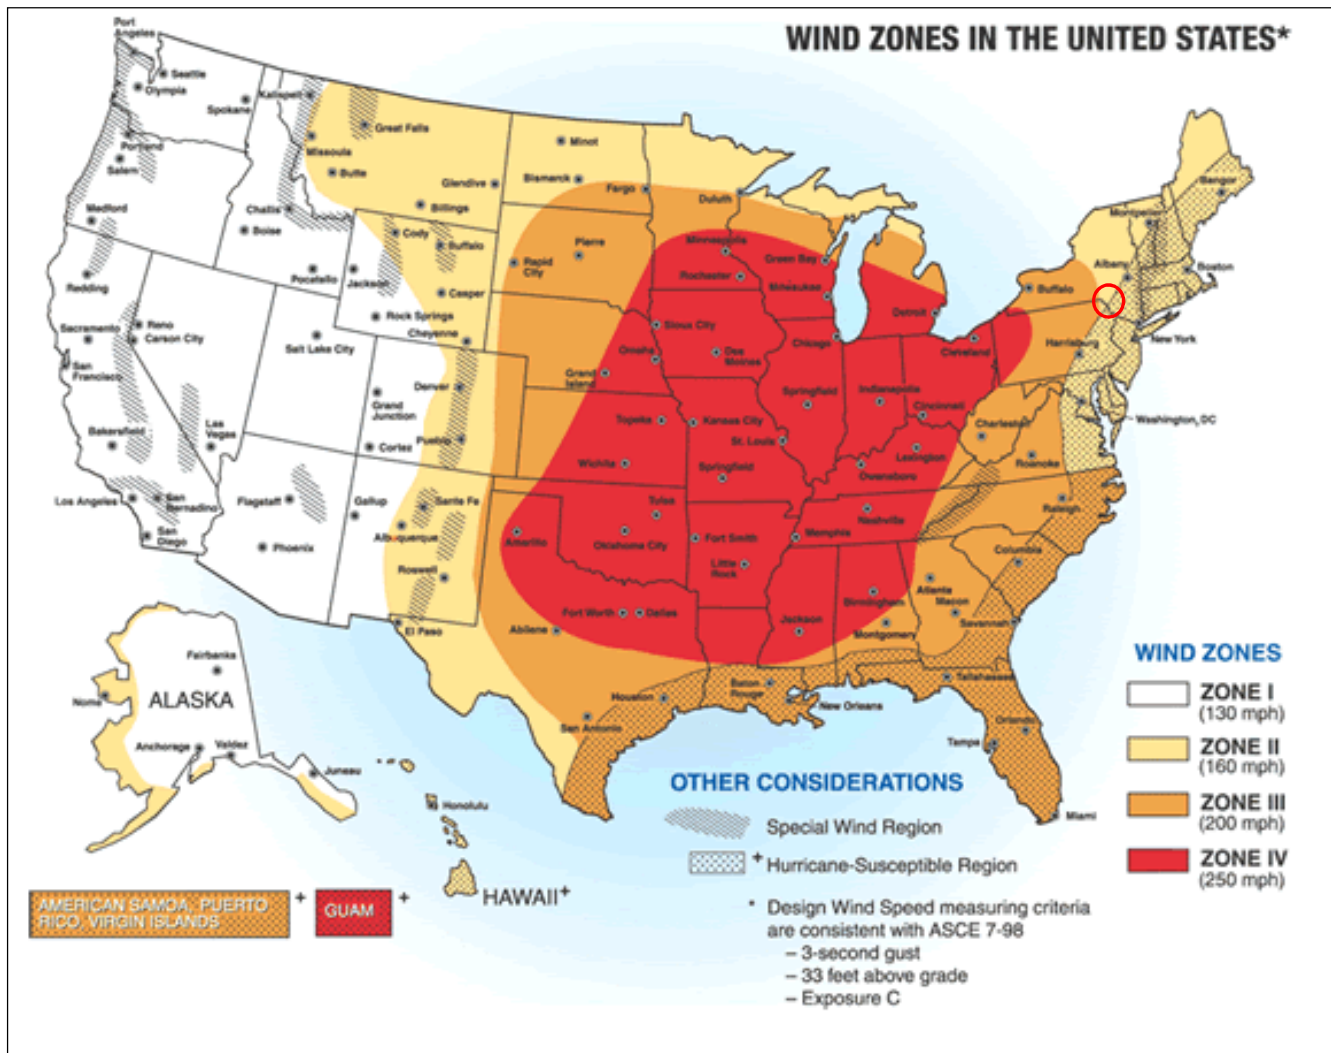 WIND ZONES IN THE UNITED STATES*
Port
Angeles
Seattle
Olympia
Spokane
Kalispell
Great Falls
Portland
Salem
Missoula
Butte
Glendive
Billings
Minot
Bismarck
Fargo
Duluth
Bangor
Montpelier
Medford
Challis
Boise
Cody
Buffalo
Pierre
Rapid
City
Minneapolis
Green Bay
Albany
Boston
Buffalo
Redding
Pocatello
Jackson
Casper
Rochester
Milwaukee
Detroit
Sacramento
Reno
Carson City
Rock Springs
Cheyenne
Salt Lake City
Sioux City
Des
Moines
Chicago
Cleveland
Harrisburg
New York
San
Francisco
Omaha
Grand
Island
Denver
Grand
Junction
Springfield
Indianapolis
Cincinnati
Charleston
Washington, DC
Bakersfield
Las
Vegas
Cortez
Pueblo
Topeka
Kansas City
St. Louis
Lexington
Roanoke
Wichita
Springfield
Owensboro
Los Angeles
San
Bernadino
Flagstaff
Gallup
Sante Fe
Tulsa
Nashville
Raleigh
San
Diego
Phoenix
Albuquerque
Amarillo
Oklahoma City
Fort Smith
Memphis
Columbia
Roswell
Little
Rock
Atlanta
Macon
Birmingham
El Paso
Fort Worth
Dallas
Jackson
Montgomery
Savannah
Abilene
Baton
Rouge
Tallahassee
Houston
New Orleans
Orlando
San Antonio
Tampa
Miami
Fairbanks
ALASKA
Nome
Anchorage
Valdez
Juneau
Honolulu
HAWAII+
AMERICAN SAMOA, PUERTO
RICO, VIRGIN ISLANDS
+
GUAM
+
WIND ZONES
ZONE I
(130 mph)
ZONE II
(160 mph)
ZONE III
(200 mph)
ZONE IV
(250 mph)
OTHER CONSIDERATIONS
Special Wind Region
+ Hurricane-Susceptible Region
* Design Wind Speed measuring criteria
are consistent with ASCE 7-98
– 3-second gust
– 33 feet above grade
– Exposure C